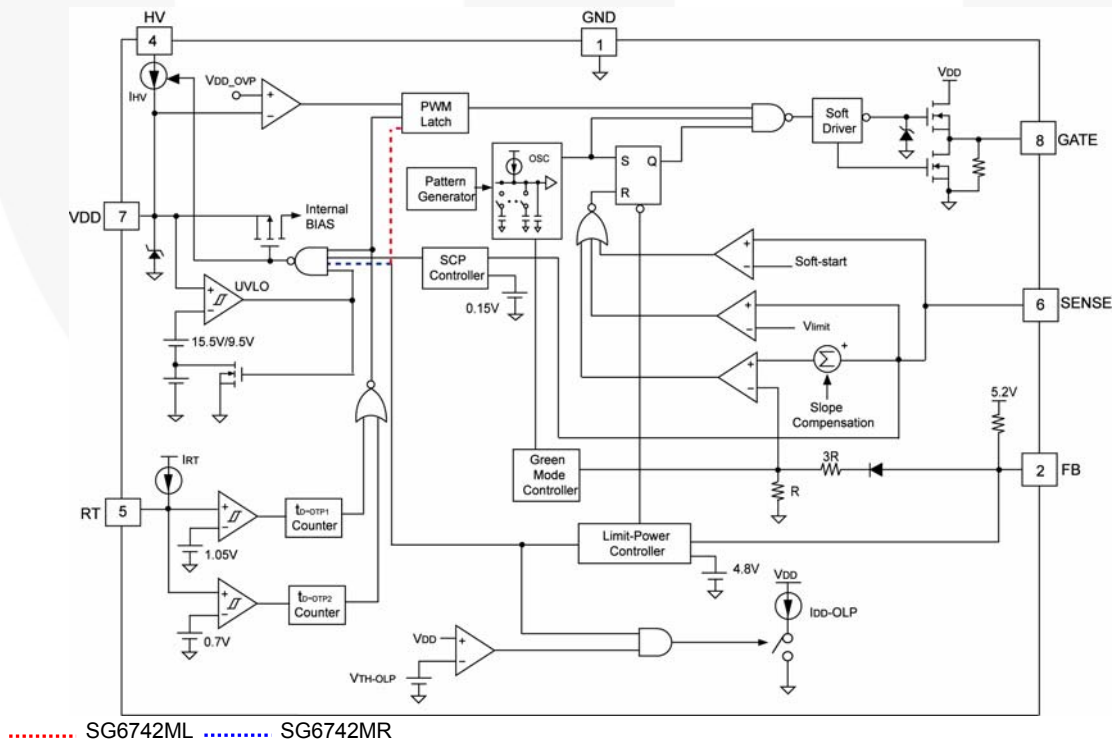 HV
4
GND
1
IHV
VDD_OVP
+
−
PWM
Latch
VDD
Soft
Driver
8
GATE
Pattern
Generator
OSC
S
Q
R
VDD
7
Internal
BIAS
SCP
Controller
0.15V
+
−
Soft-start
6
SENSE
UVLO
+
−
15.5V/9.5V
+
−
Vlimit
+
−
Σ
+
Slope
Compensation
5.2V
Green
Mode
Controller
3R
R
2
FB
IRT
RT
5
+
−
1.05V
tD-OTP1
Counter
Limit-Power
Controller
4.8V
+
−
0.7V
tD-OTP2
Counter
VDD
IDD-OLP
VDD
+
−
VTH-OLP
SG6742ML
SG6742MR